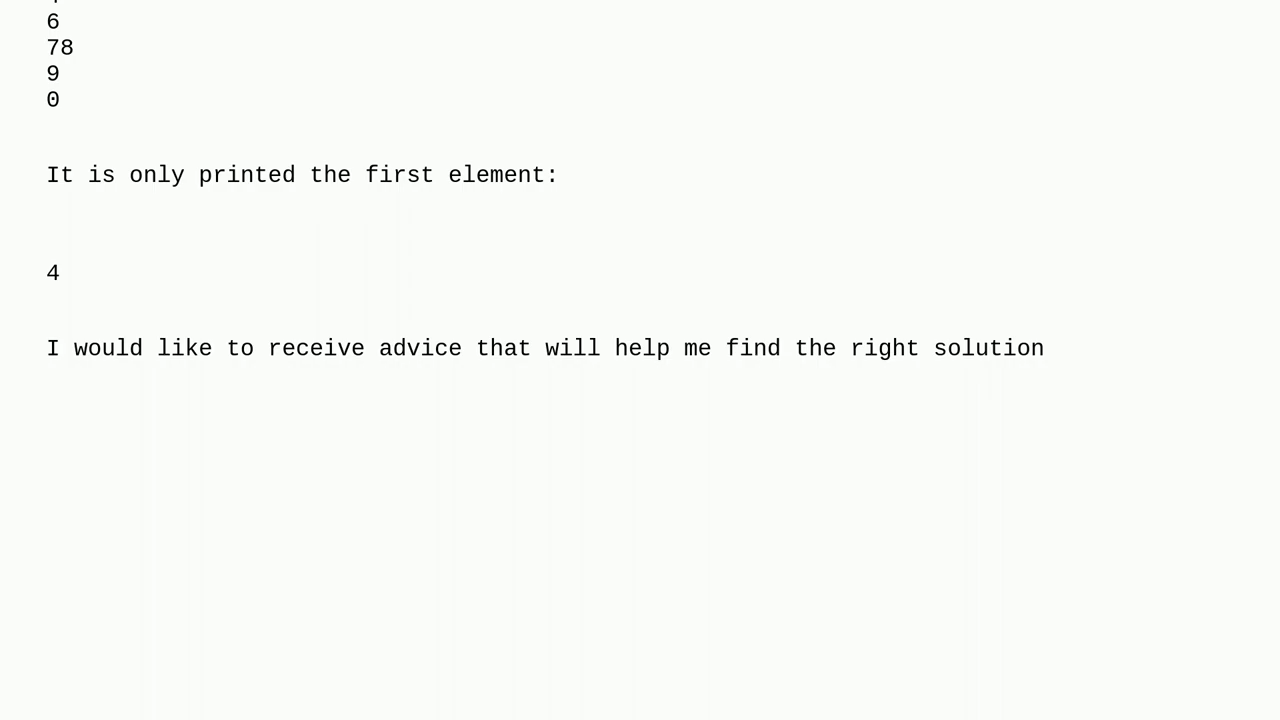 6
78
9
0
It is only printed the first element:
4
I would like to receive advice that will help me find the right solution